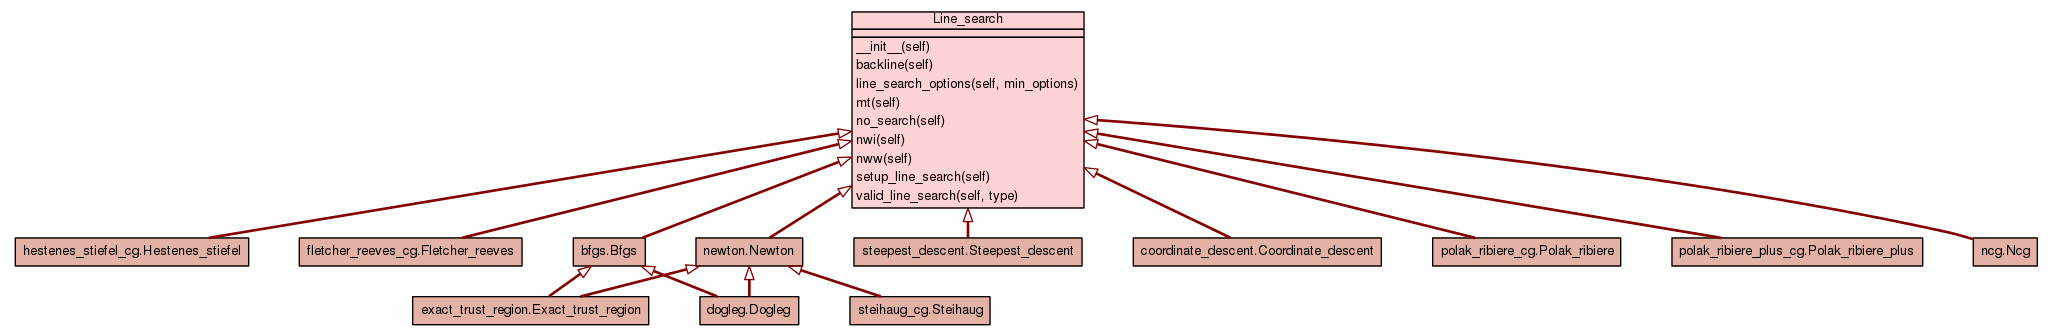 Line_search
__init__(self)
backline(self)
line_search_options(self, min_options)
mt(self)
no_search(self)
nwi(self)
nww(self)
setup_line_search(self)
valid_line_search(self, type)
hestenes_stiefel_cg.Hestenes_stiefel
fletcher_reeves_cg.Fletcher_reeves
bfgs.Bfgs
newton.Newton
steepest_descent.Steepest_descent
coordinate_descent.Coordinate_descent
polak_ribiere_cg.Polak_ribiere
polak_ribiere_plus_cg.Polak_ribiere_plus
ncg.Ncg
exact_trust_region.Exact_trust_region
dogleg.Dogleg
steihaug_cg.Steihaug